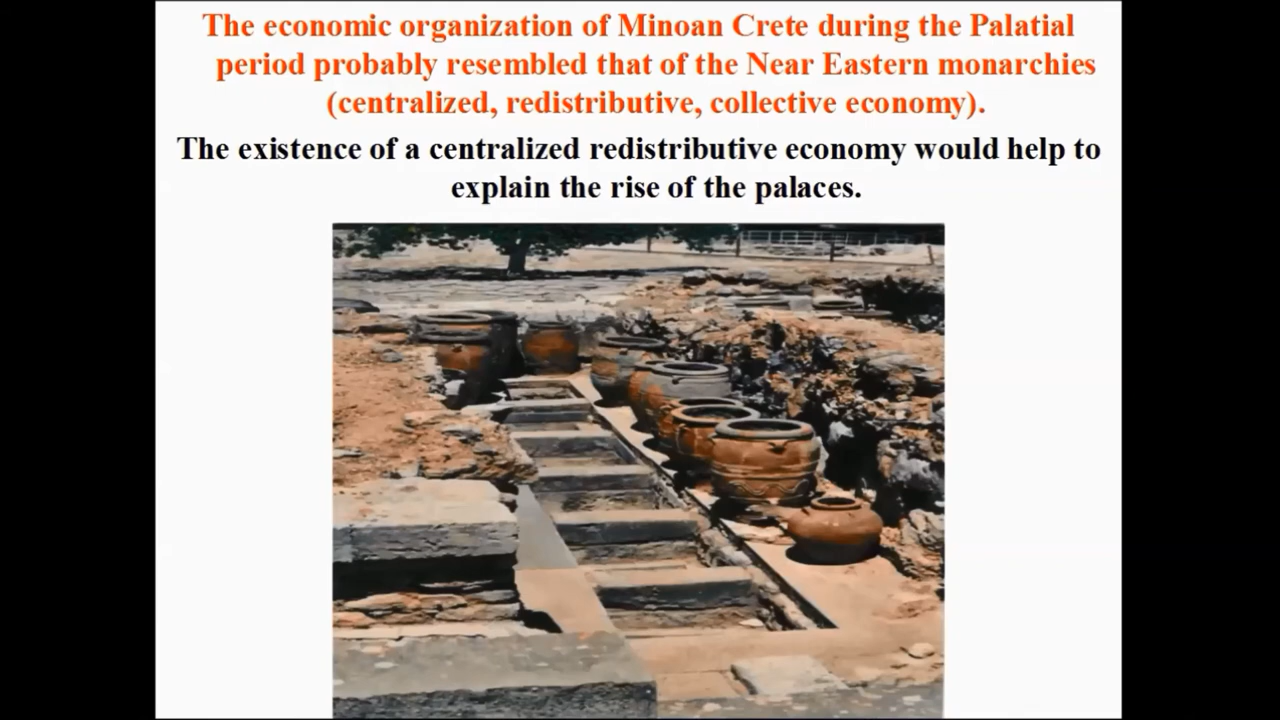 The economic organization of Minoan Crete during the Palatial
period probably resembled that of the Near Eastern monarchies
(centralized, redistributive, collective economy).
The existence of a centralized redistributive economy would help to
explain the rise of the palaces.